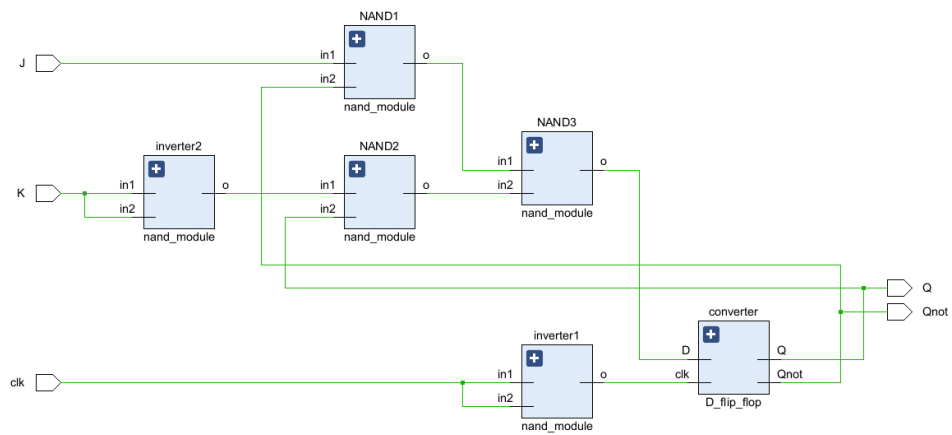 NAND1
J
in1
o
in2
nand_module
NAND3
inverter2
NAND2
in1
o
in2
nand_module
K
in1
o
in2
nand_module
in1
o
in2
nand_module
Q
Qnot
converter
inverter1
D
Q
clk
Qnot
D_flip_flop
clk
in1
o
in2
nand_module